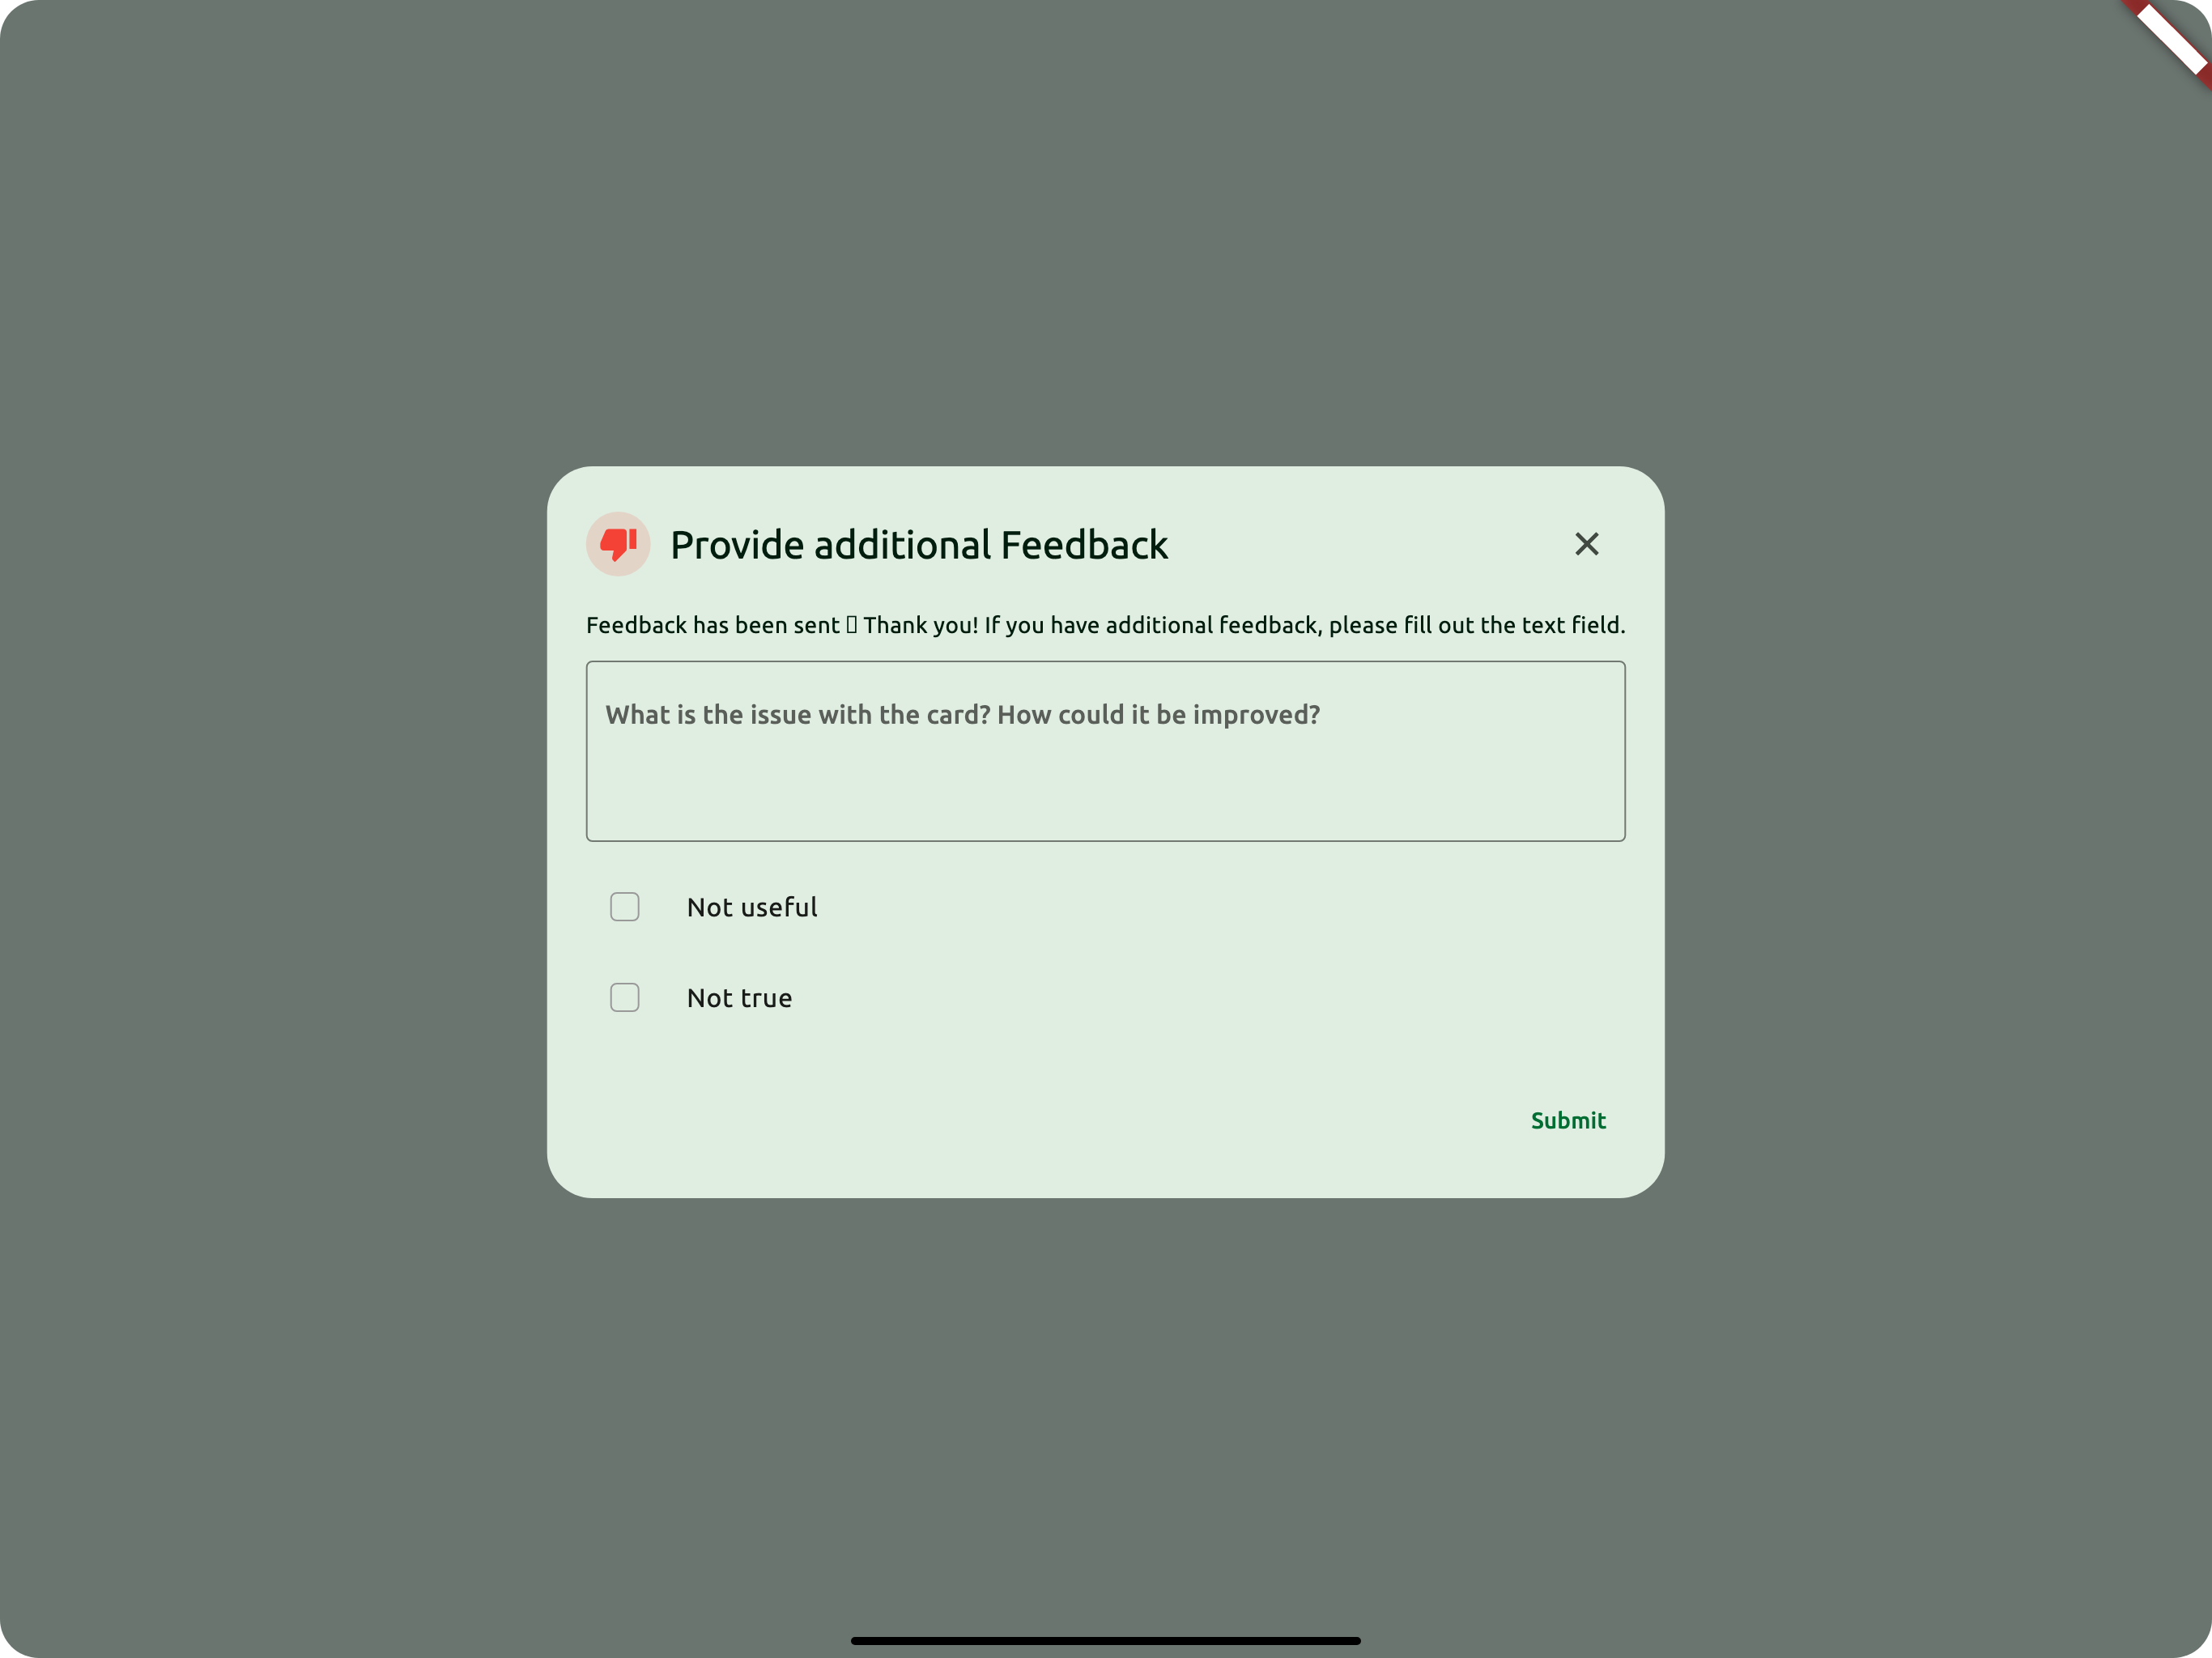 Provide additional Feedback
Feedback has been sent ▯ Thank you! If you have additional feedback, please fill out the text field.
What is the issue with the card? How could it be improved?
Not useful
Not true
Submit